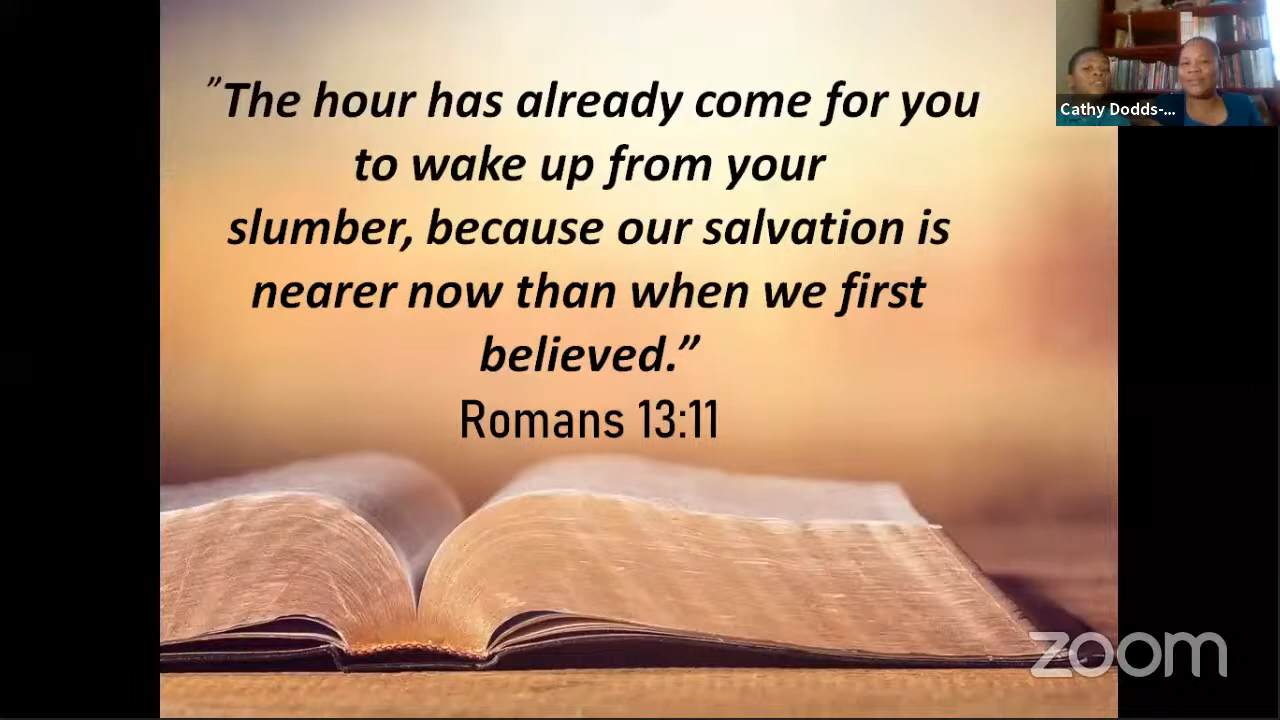 ”The hour has already come for you
to wake up from your
slumber, because our salvation is
nearer now than when we first
believed.”
Romans 13:11
Cathy Dodds-...
zoom